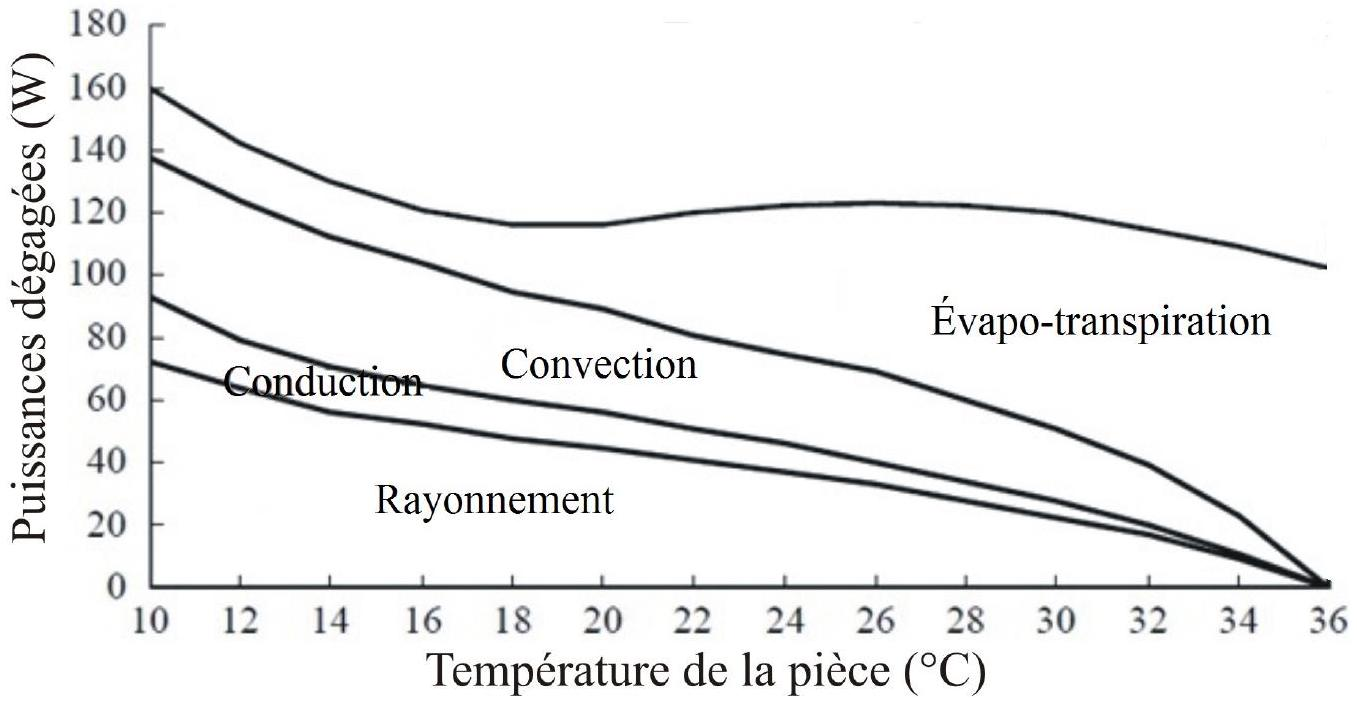 Puissances dégagées (W)
180
160
140
120
100
80
60
40
20
0
Évapo-transpiration
Convection
Conduction
Rayonnement
10 12 14 16 18 20 22 24 26 28 30 32 34 36
Température de la pièce (°C)